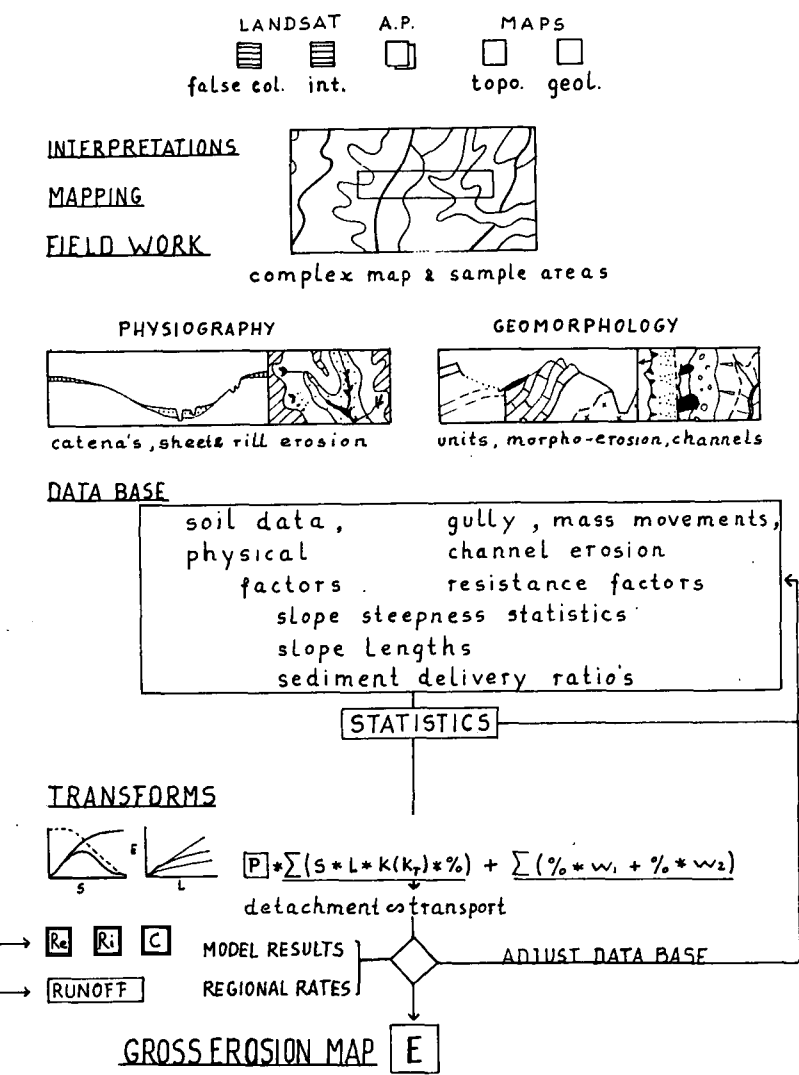 LANDSAT A.P. MAPS
false col. int. topo. geol.
INTERPRETATIONS
MAPPING
FIELD WORK
complex map & sample areas
PHYSIOGRAPHY GEOMORPHOLOGY
catena's, sheet& rill erosion units, morpho-erosion, channels
DATA BASE
soil data, gully, mass movements,
physical channel erosion
factors. resistance factors
slope steepness statistics
slope lengths
sediment delivery ratio's
STATISTICS
TRANSFORMS
E
S L
P * ∑(S * L * K(K_T) * %) + ∑(% * W₁ + % * W₂)
detachment ∽ transport
Re Ri C MODEL RESULTS
ADJUST DATA BASE
RUNOFF REGIONAL RATES
GROSS EROSION MAP E